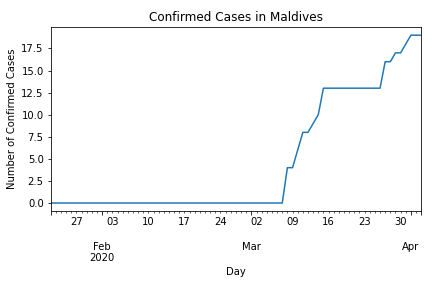 Confirmed Cases in Maldives
Number of Confirmed Cases
17.5
15.0
12.5
10.0
7.5
5.0
2.5
0.0
27 03 10 17 24 02 09 16 23 30
Feb Mar Apr
2020
Day